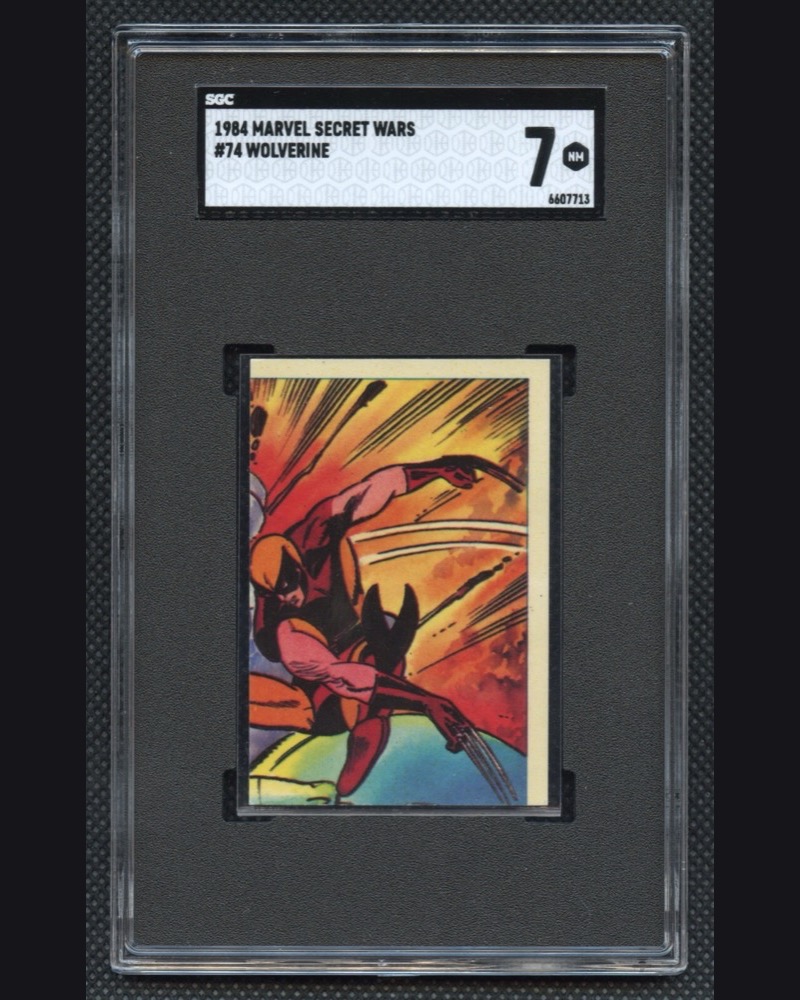 SGC
1984 MARVEL SECRET WARS
#74 WOLVERINE
7
NM
6607713